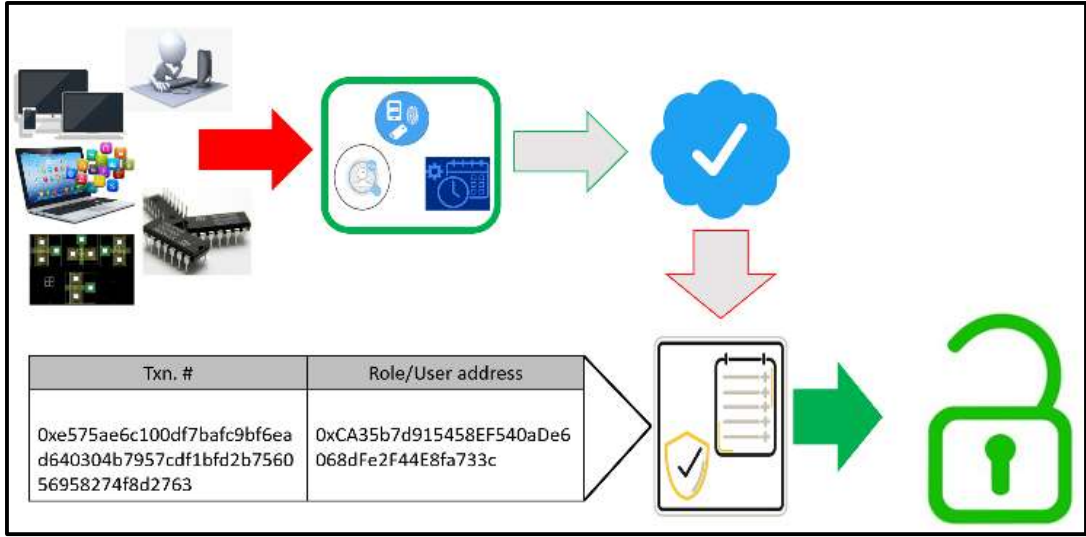 Txn. #
Role/User address
0xe575ae6c100df7bafc9bf6ea
d640304b7957cdf1bfd2b7560
56958274f8d2763
0xCA35b7d915458EF540aDe6
068dFe2F44E8fa733c